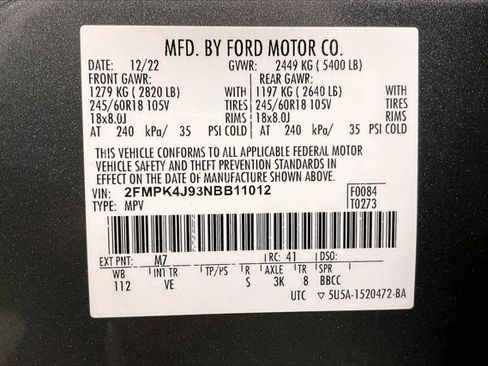 MFD. BY FORD MOTOR CO.
DATE: 12/22 GVWR: 2449 KG ( 5400 LB)
FRONT GAWR: REAR GAWR:
1279 KG ( 2820 LB) WITH 1197 KG ( 2640 LB) WITH
245/60R18 105V TIRES 245/60R18 105V TIRES
18x8.0J RIMS 18x8.0J RIMS
AT 240 kPa/ 35 PSI COLD AT 240 kPa/ 35 PSI COLD
THIS VEHICLE CONFORMS TO ALL APPLICABLE FEDERAL MOTOR
VEHICLE SAFETY AND THEFT PREVENTION STANDARDS IN
EFFECT ON THE DATE OF MANUFACTURE SHOWN ABOVE.
VIN: 2FMPK4J93NBB11012 F0084
TYPE: MPV T0273
EXT PNT: M7 RC: 41 DSO:
WB INT TR TP/PS R AXLE TR SPR
112 VE S 3K 8 BBCC
UTC ▽ 5U5A-1520472-BA